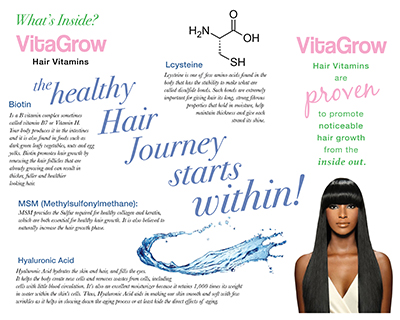 What's Inside?
VitaGrow
Hair Vitamins
the healthy
Hair
Journey
starts
within!
Biotin
Is a B vitamin complex sometimes
called vitamin B7 or Vitamin H.
Your body produces it in the intestines
and it is also found in foods such as
dark green leafy vegetables, nuts and egg
yolks. Biotin promotes hair growth by
renewing the hair follicles that are
already growing and can result in
thicker, fuller and healthier
looking hair.
H₂N
O
OH
SH
Lcysteine
Lcysteine is one of few amino acids found in the
body that has the stability to make what are
called disulfide bonds. Such bonds are extremely
important for giving hair its long, strong fibrous
properties that hold in moisture, help
maintain thickness and give each
strand its shine.
MSM (Methylsulfonylmethane):
MSM provides the Sulfur required for healthy collagen and keratin,
which are both essential for healthy hair growth. It is also believed to
naturally increase the hair growth phase.
Hyaluronic Acid
Hyaluronic Acid hydrates the skin and hair, and fills the eyes.
It helps the body create new cells and remove wastes from cells, including
cells with little blood circulation. It's also an excellent moisturizer because it retains 1,000 times its weight
in water within the skin's cells. Thus, Hyaluronic Acid aids in making our skin smooth and soft with few
wrinkles as it helps in slowing down the aging process or at least hide the direct effects of aging.
VitaGrow
Hair Vitamins
are
proven
to promote
noticeable
hair growth
from the
inside out.